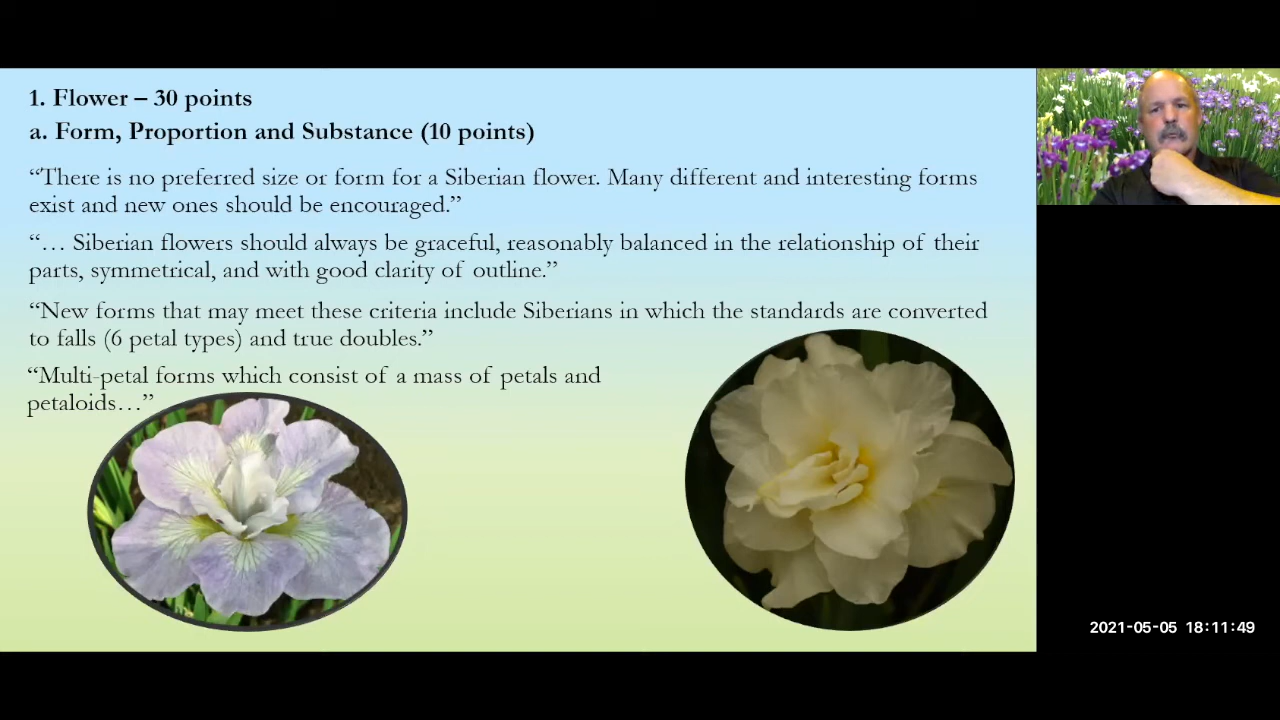 1. Flower – 30 points
a. Form, Proportion and Substance (10 points)
“There is no preferred size or form for a Siberian flower. Many different and interesting forms
exist and new ones should be encouraged.”
“… Siberian flowers should always be graceful, reasonably balanced in the relationship of their
parts, symmetrical, and with good clarity of outline.”
“New forms that may meet these criteria include Siberians in which the standards are converted
to falls (6 petal types) and true doubles.”
“Multi-petal forms which consist of a mass of petals and
petaloids…”
2021-05-05 18:11:49